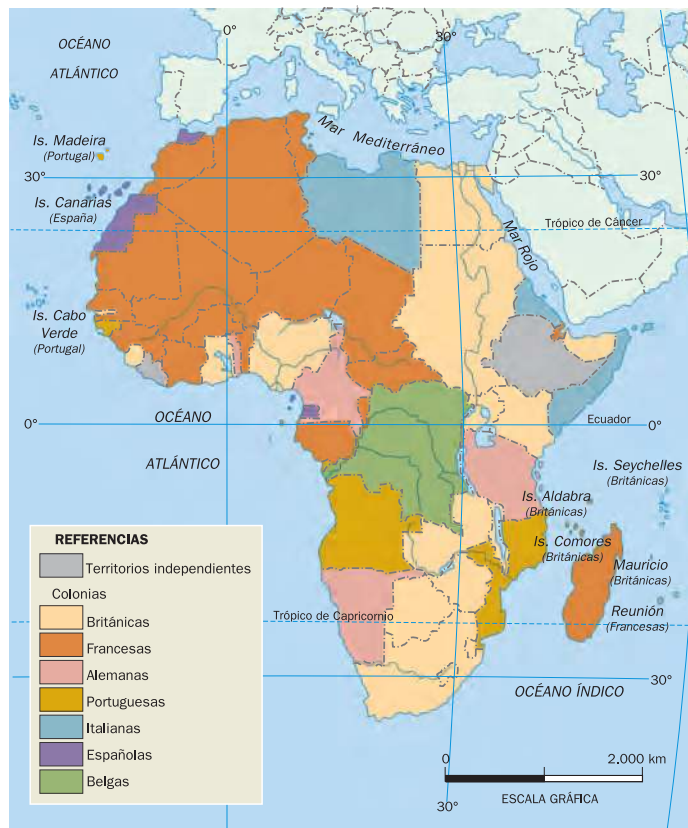 OCÉANO
ATLÁNTICO
0°
30°
Is. Madeira
(Portugal)
Mar Mediterráneo
30°
30°
Is. Canarias
(España)
Trópico de Cáncer
Mar Rojo
Is. Cabo
Verde
(Portugal)
OCÉANO
ATLÁNTICO
0°
Ecuador
0°
Is. Seychelles
(Británicas)
Is. Aldabra
(Británicas)
Is. Comores
(Británicas)
Mauricio
(Británicas)
Reunión
(Francesas)
Trópico de Capricornio
OCÉANO ÍNDICO
30°
30°
REFERENCIAS
Territorios independientes
Colonias
Británicas
Francesas
Alemanas
Portuguesas
Italianas
Españolas
Belgas
0 2.000 km
ESCALA GRÁFICA